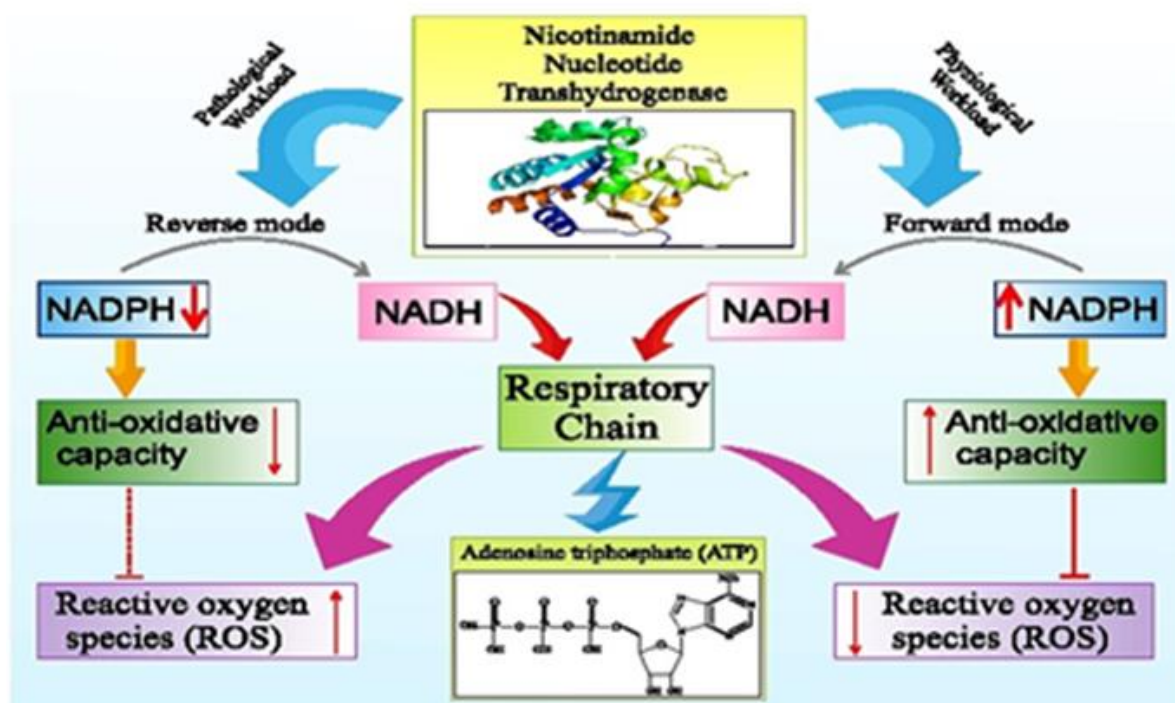 Nicotinamide
Nucleotide
Transhydrogenase
Pathological
Workload
Physiological
Workload
Reverse mode
Forward mode
NADPH
NADH
NADH
NADPH
Respiratory
Chain
Anti-oxidative
capacity
Anti-oxidative
capacity
Adenosine triphosphate (ATP)
Reactive oxygen
species (ROS)
Reactive oxygen
species (ROS)